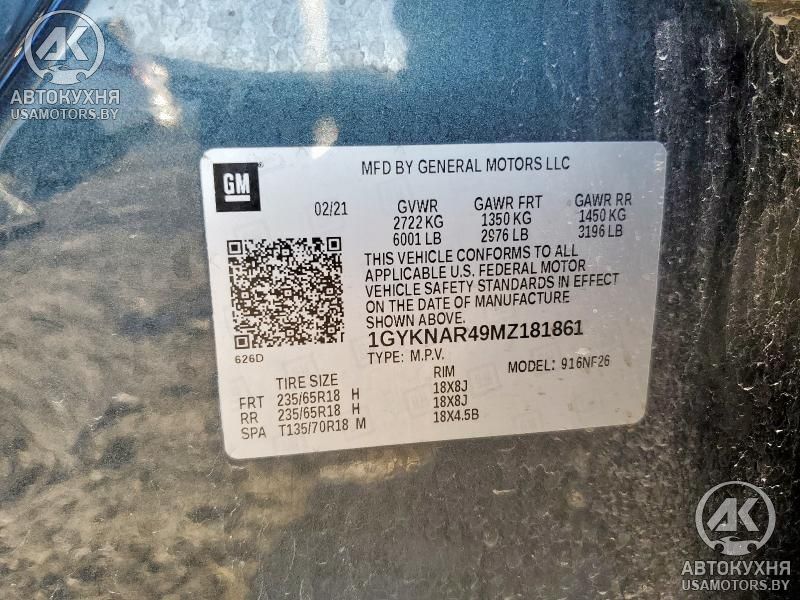 AK
АВТОКУХНЯ
USAMOTORS.BY
GM®
MFD BY GENERAL MOTORS LLC
02/21 GVWR GAWR FRT GAWR RR
2722 KG 1350 KG 1450 KG
6001 LB 2976 LB 3196 LB
THIS VEHICLE CONFORMS TO ALL
APPLICABLE U.S. FEDERAL MOTOR
VEHICLE SAFETY STANDARDS IN EFFECT
ON THE DATE OF MANUFACTURE
SHOWN ABOVE.
1GYKNAR49MZ181861
626D
TYPE: M.P.V. MODEL: 916NF26
TIRE SIZE RIM
FRT 235/65R18 H 18X8J
RR 235/65R18 H 18X8J
SPA T135/70R18 M 18X4.5B
AK
АВТОКУХНЯ
USAMOTORS.BY